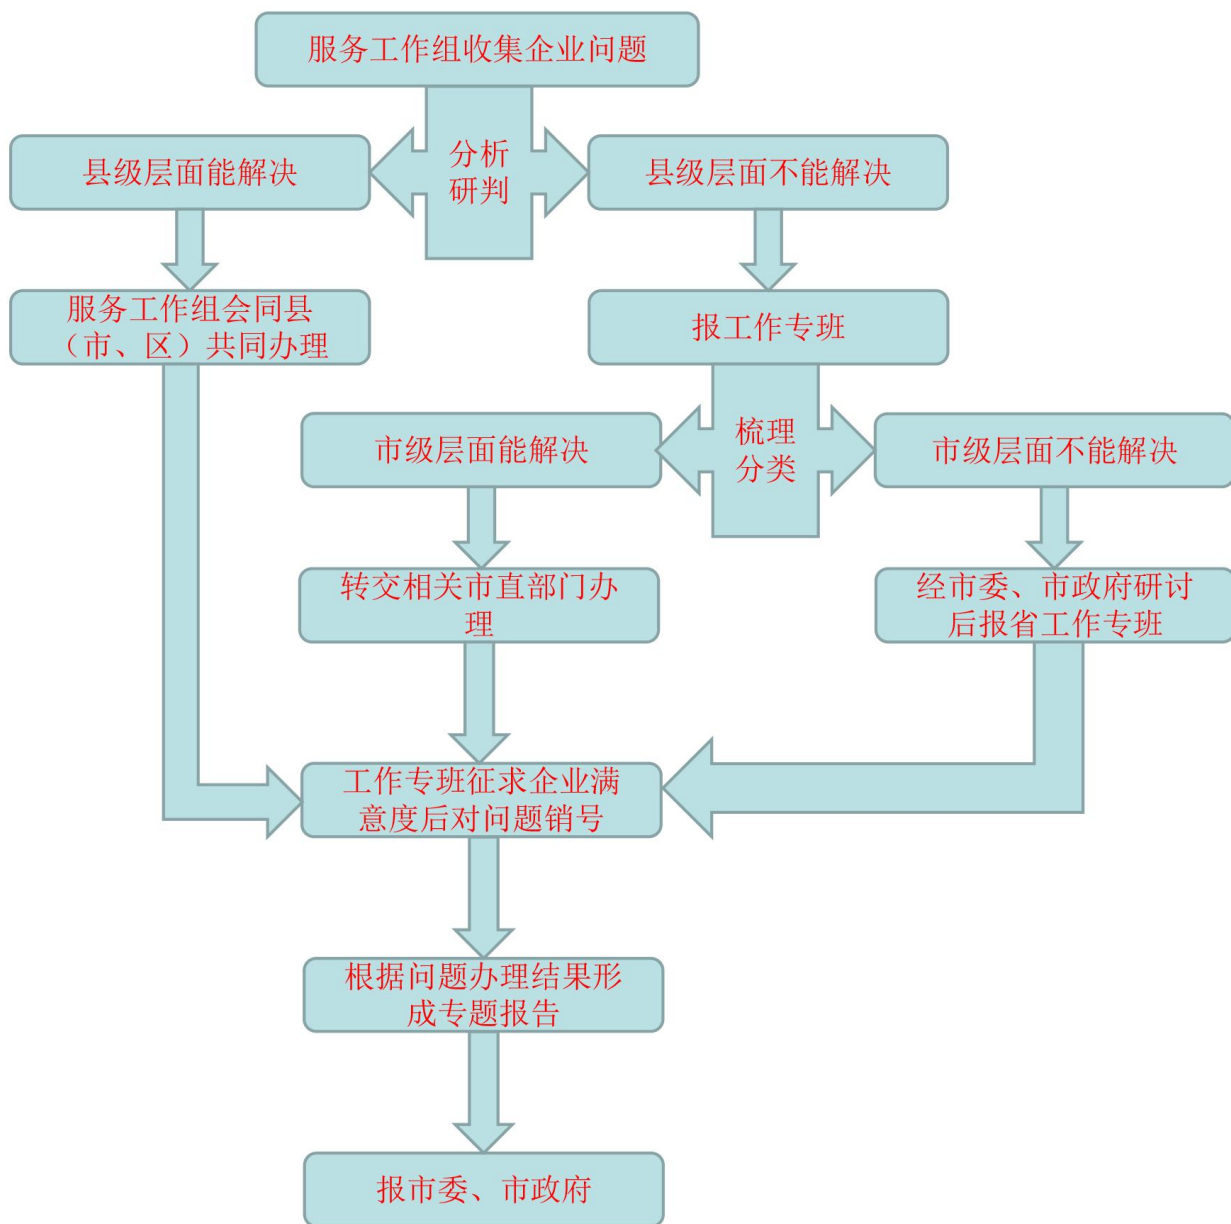 服务工作组收集企业问题
分析
研判
县级层面能解决
县级层面不能解决
服务工作组会同县
（市、区）共同办理
报工作专班
梳理
分类
市级层面能解决
市级层面不能解决
转交相关市直部门办
理
经市委、市政府研讨
后报省工作专班
工作专班征求企业满
意度后对问题销号
根据问题办理结果形
成专题报告
报市委、市政府